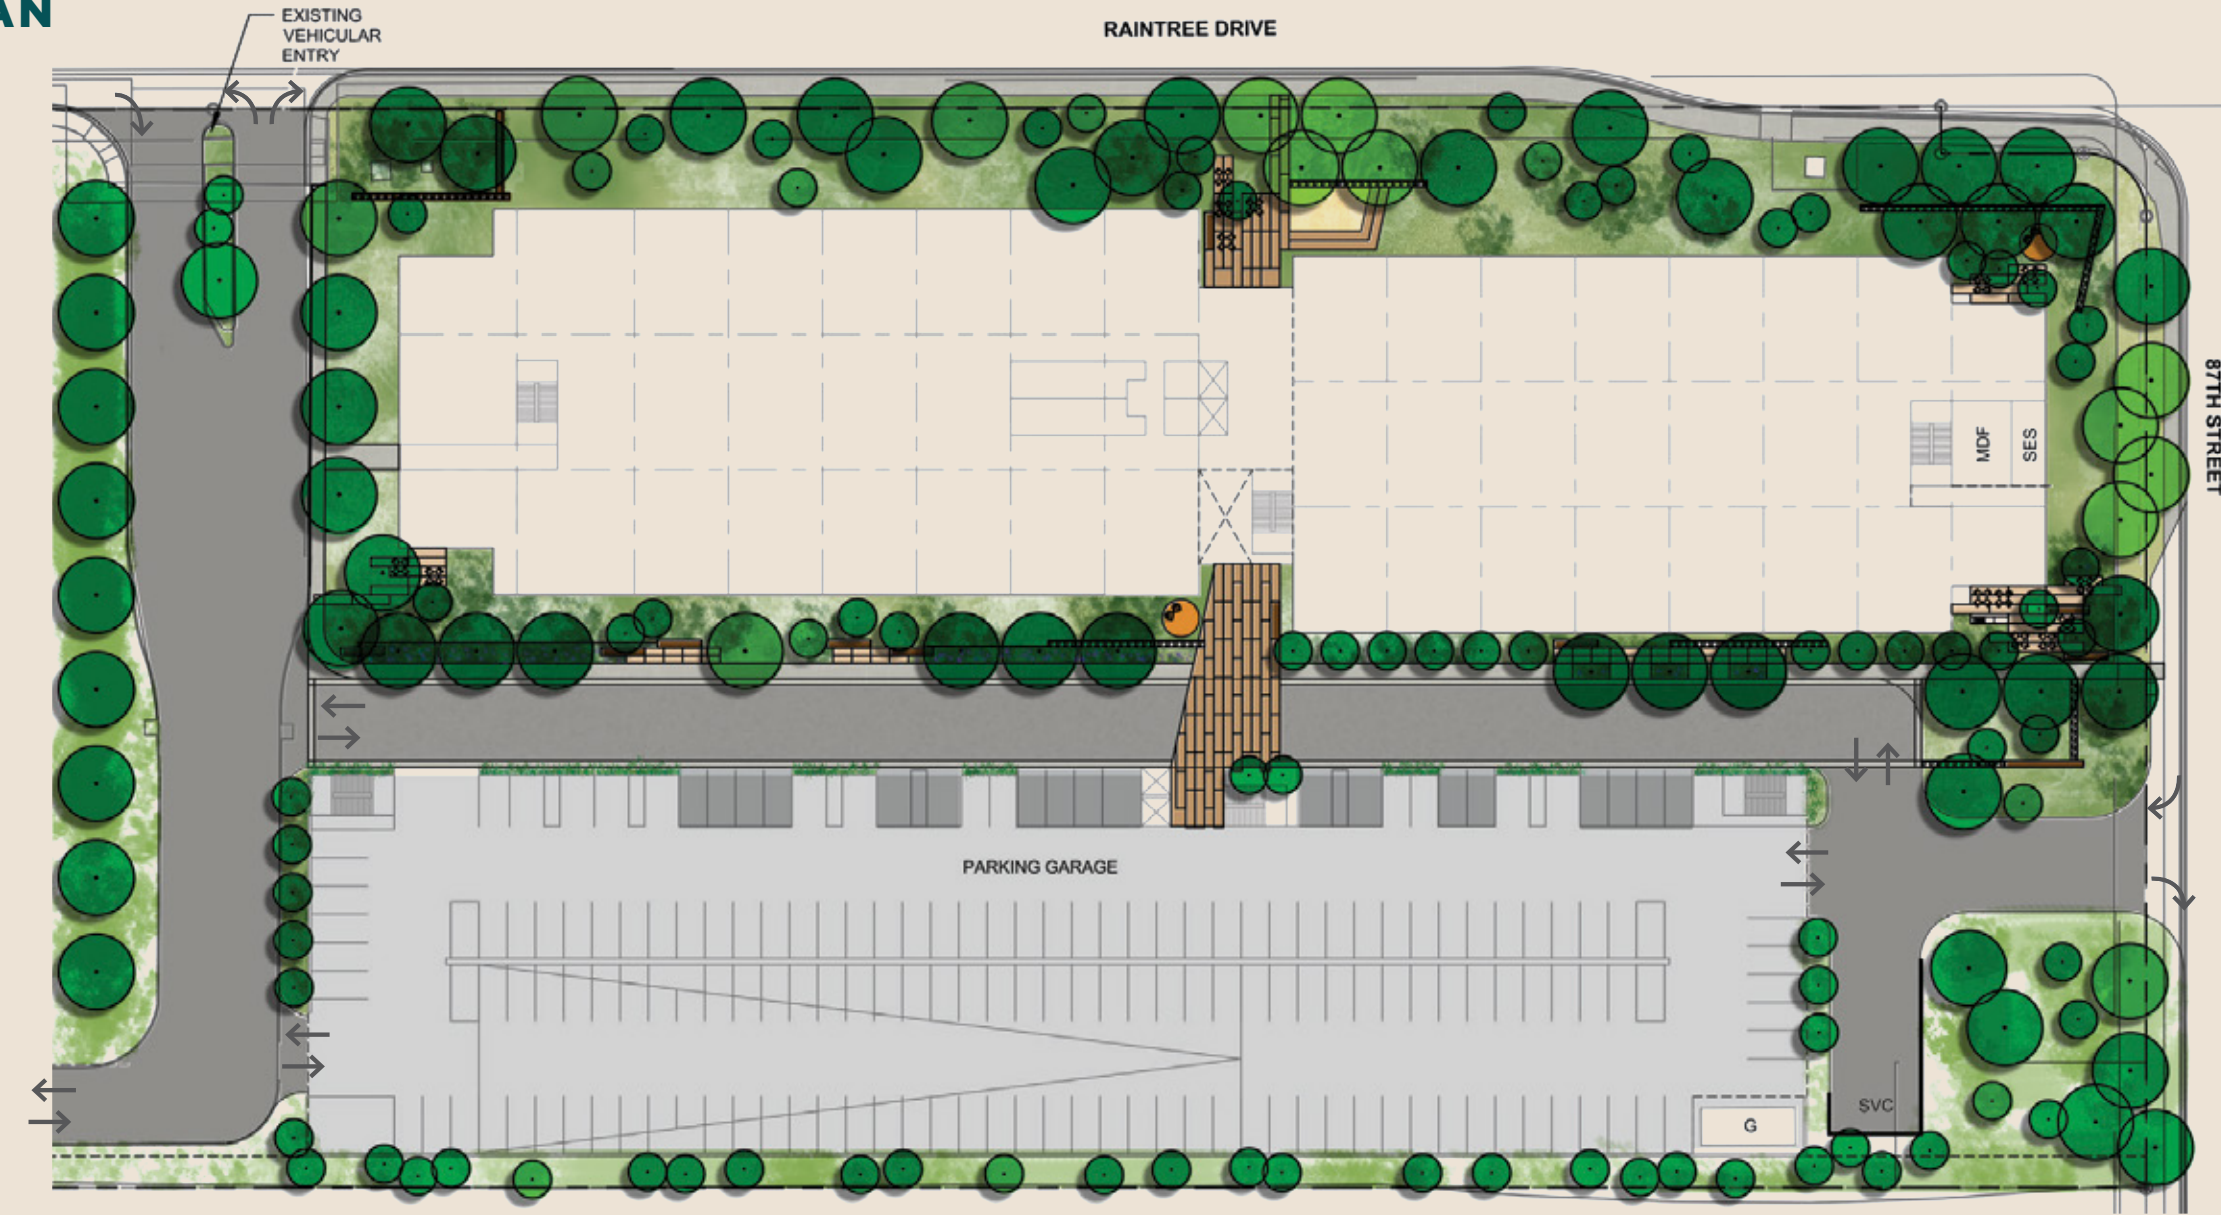 AN
EXISTING
VEHICULAR
ENTRY
RAINTREE DRIVE
87TH STREET
MDF
SES
PARKING GARAGE
SVC
G